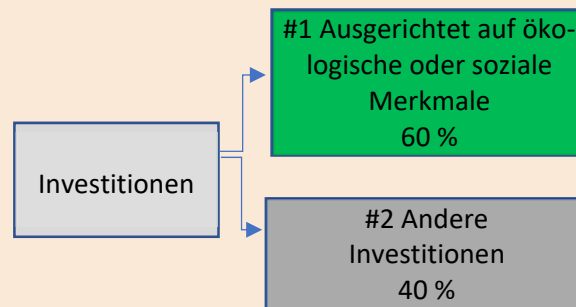 #1 Ausgerichtet auf öko-
logische oder soziale
Merkmale
60 %
Investitionen
#2 Andere
Investitionen
40 %